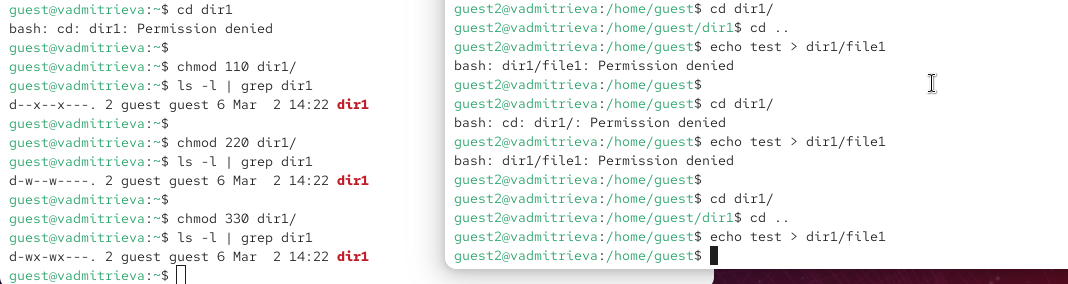 guest@vadmitrieva:~$ cd dir1
bash: cd: dir1: Permission denied
guest@vadmitrieva:~$
guest@vadmitrieva:~$ chmod 110 dir1/
guest@vadmitrieva:~$ ls -l | grep dir1
d--x--x---. 2 guest guest 6 Mar  2 14:22 dir1
guest@vadmitrieva:~$
guest@vadmitrieva:~$ chmod 220 dir1/
guest@vadmitrieva:~$ ls -l | grep dir1
d-w--w----. 2 guest guest 6 Mar  2 14:22 dir1
guest@vadmitrieva:~$
guest@vadmitrieva:~$ chmod 330 dir1/
guest@vadmitrieva:~$ ls -l | grep dir1
d-wx-wx---. 2 guest guest 6 Mar  2 14:22 dir1
guest@vadmitrieva:~$
guest2@vadmitrieva:/home/guest$ cd dir1/
guest2@vadmitrieva:/home/guest/dir1$ cd ..
guest2@vadmitrieva:/home/guest$ echo test > dir1/file1
bash: dir1/file1: Permission denied
guest2@vadmitrieva:/home/guest$
guest2@vadmitrieva:/home/guest$ cd dir1/
bash: cd: dir1/: Permission denied
guest2@vadmitrieva:/home/guest$ echo test > dir1/file1
bash: dir1/file1: Permission denied
guest2@vadmitrieva:/home/guest$
guest2@vadmitrieva:/home/guest$ cd dir1/
guest2@vadmitrieva:/home/guest/dir1$ cd ..
guest2@vadmitrieva:/home/guest$ echo test > dir1/file1
guest2@vadmitrieva:/home/guest$